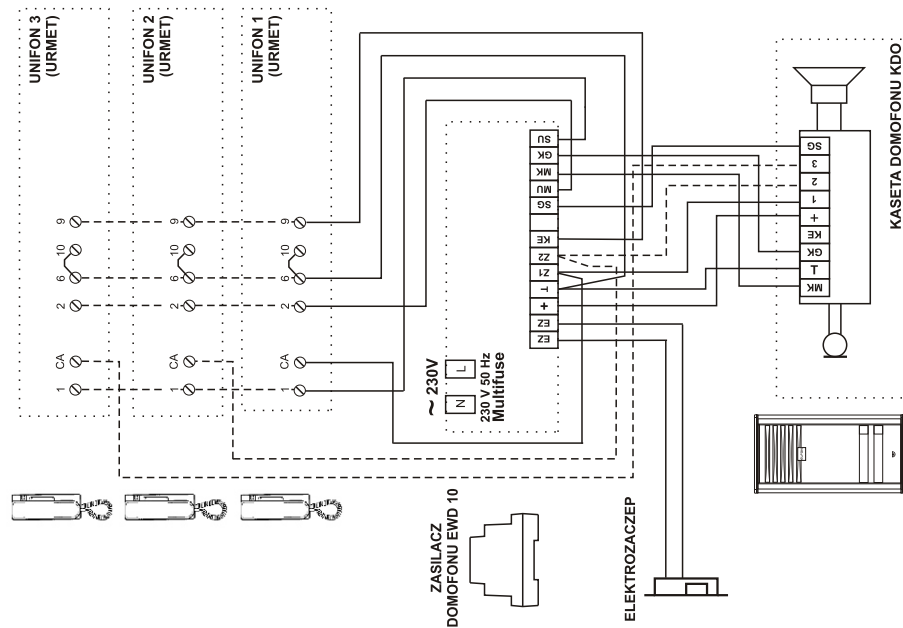 UNIFON 3
(URMET)
UNIFON 2
(URMET)
UNIFON 1
(URMET)
9
10
6
2
CA
1
9
10
6
2
CA
1
9
10
6
2
CA
1
~ 230V
N
L
230 V 50 Hz
Multifuse
SU
GK
MK
MU
SG
KE
Z2
Z1
⊥
+
EZ
EZ
KASETA DOMOFONU KDO
SG
3
2
1
+
KE
GK
⊥
MK
ZASILACZ
DOMOFONU EWD 10
ELEKTROZACZEP